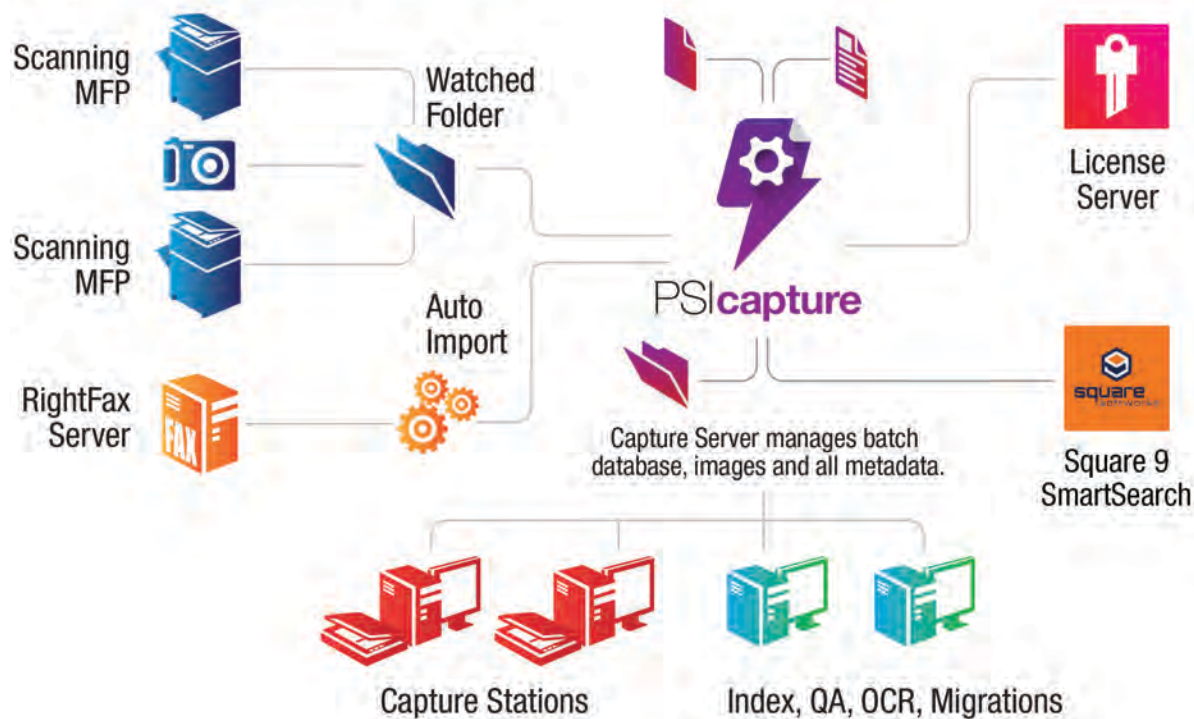 Scanning
MFP
Watched
Folder
License
Server
Scanning
MFP
PSIcapture
Auto
Import
RightFax
Server
FAX
square
Capture Server manages batch
database, images and all metadata.
Square 9
SmartSearch
Capture Stations
Index, QA, OCR, Migrations